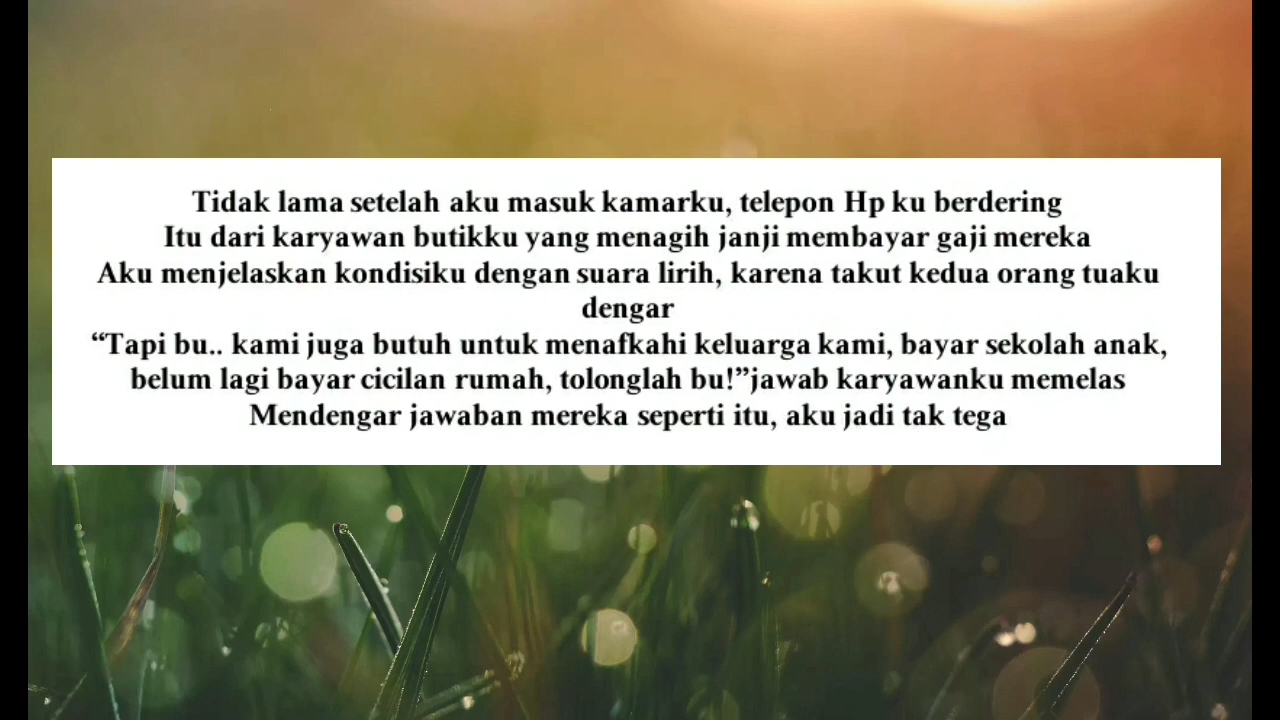 Tidak lama setelah aku masuk kamarku, telepon Hp ku berdering
Itu dari karyawan butikku yang menagih janji membayar gaji mereka
Aku menjelaskan kondisiku dengan suara lirih, karena takut kedua orang tuaku
dengar
“Tapi bu.. kami juga butuh untuk menafkahi keluarga kami, bayar sekolah anak,
belum lagi bayar cicilan rumah, tolonglah bu!”jawab karyawanku memelas
Mendengar jawaban mereka seperti itu, aku jadi tak tega